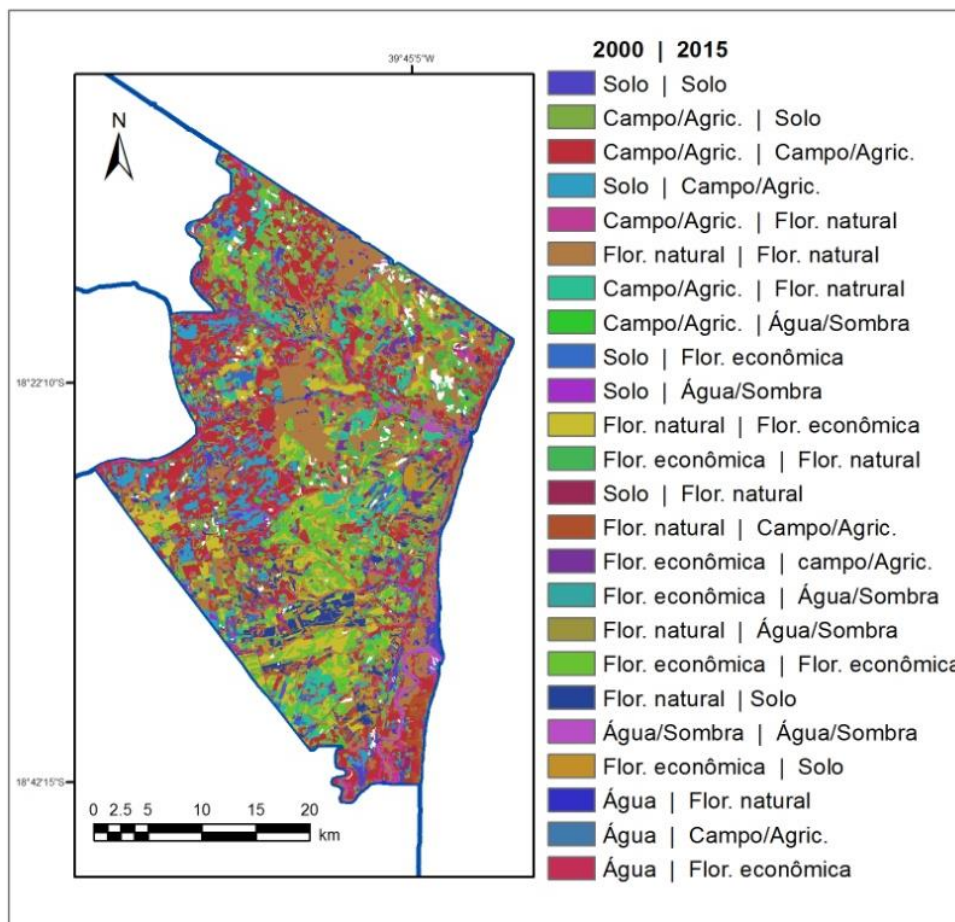 2000 | 2015
39°45'5"W
N
18°22'10"S
18°42'15"S
0 2.5 5 10 15 20
km
Solo | Solo
Campo/Agric. | Solo
Campo/Agric. | Campo/Agric.
Solo | Campo/Agric.
Campo/Agric. | Flor. natural
Flor. natural | Flor. natural
Campo/Agric. | Flor. natrural
Campo/Agric. | Água/Sombra
Solo | Flor. econômica
Solo | Água/Sombra
Flor. natural | Flor. econômica
Flor. econômica | Flor. natural
Solo | Flor. natural
Flor. natural | Campo/Agric.
Flor. econômica | campo/Agric.
Flor. econômica | Água/Sombra
Flor. natural | Água/Sombra
Flor. econômica | Flor. econômica
Flor. natural | Solo
Água/Sombra | Água/Sombra
Flor. econômica | Solo
Água | Flor. natural
Água | Campo/Agric.
Água | Flor. econômica